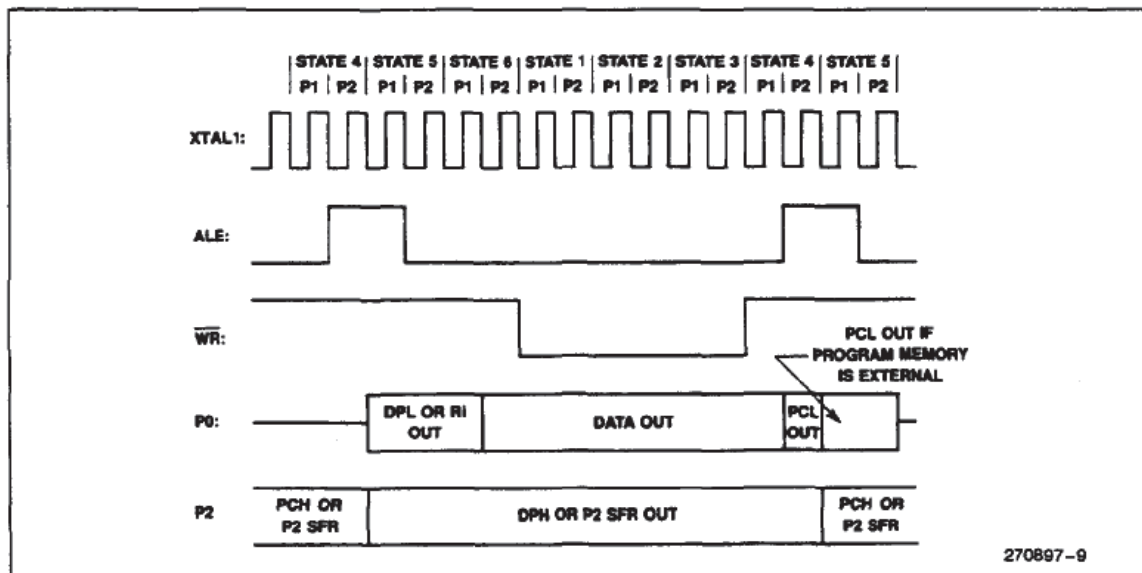 STATE 4 STATE 5 STATE 6 STATE 1 STATE 2 STATE 3 STATE 4 STATE 5
P1 P2 P1 P2 P1 P2 P1 P2 P1 P2 P1 P2 P1 P2 P1 P2
XTAL1:
ALE:
WR:
PCL OUT IF
PROGRAM MEMORY
IS EXTERNAL
P0:
DPL OR RI
OUT
DATA OUT
PCL
OUT
P2
PCH OR
P2 SFR
DPH OR P2 SFR OUT
PCH OR
P2 SFR
270897-9